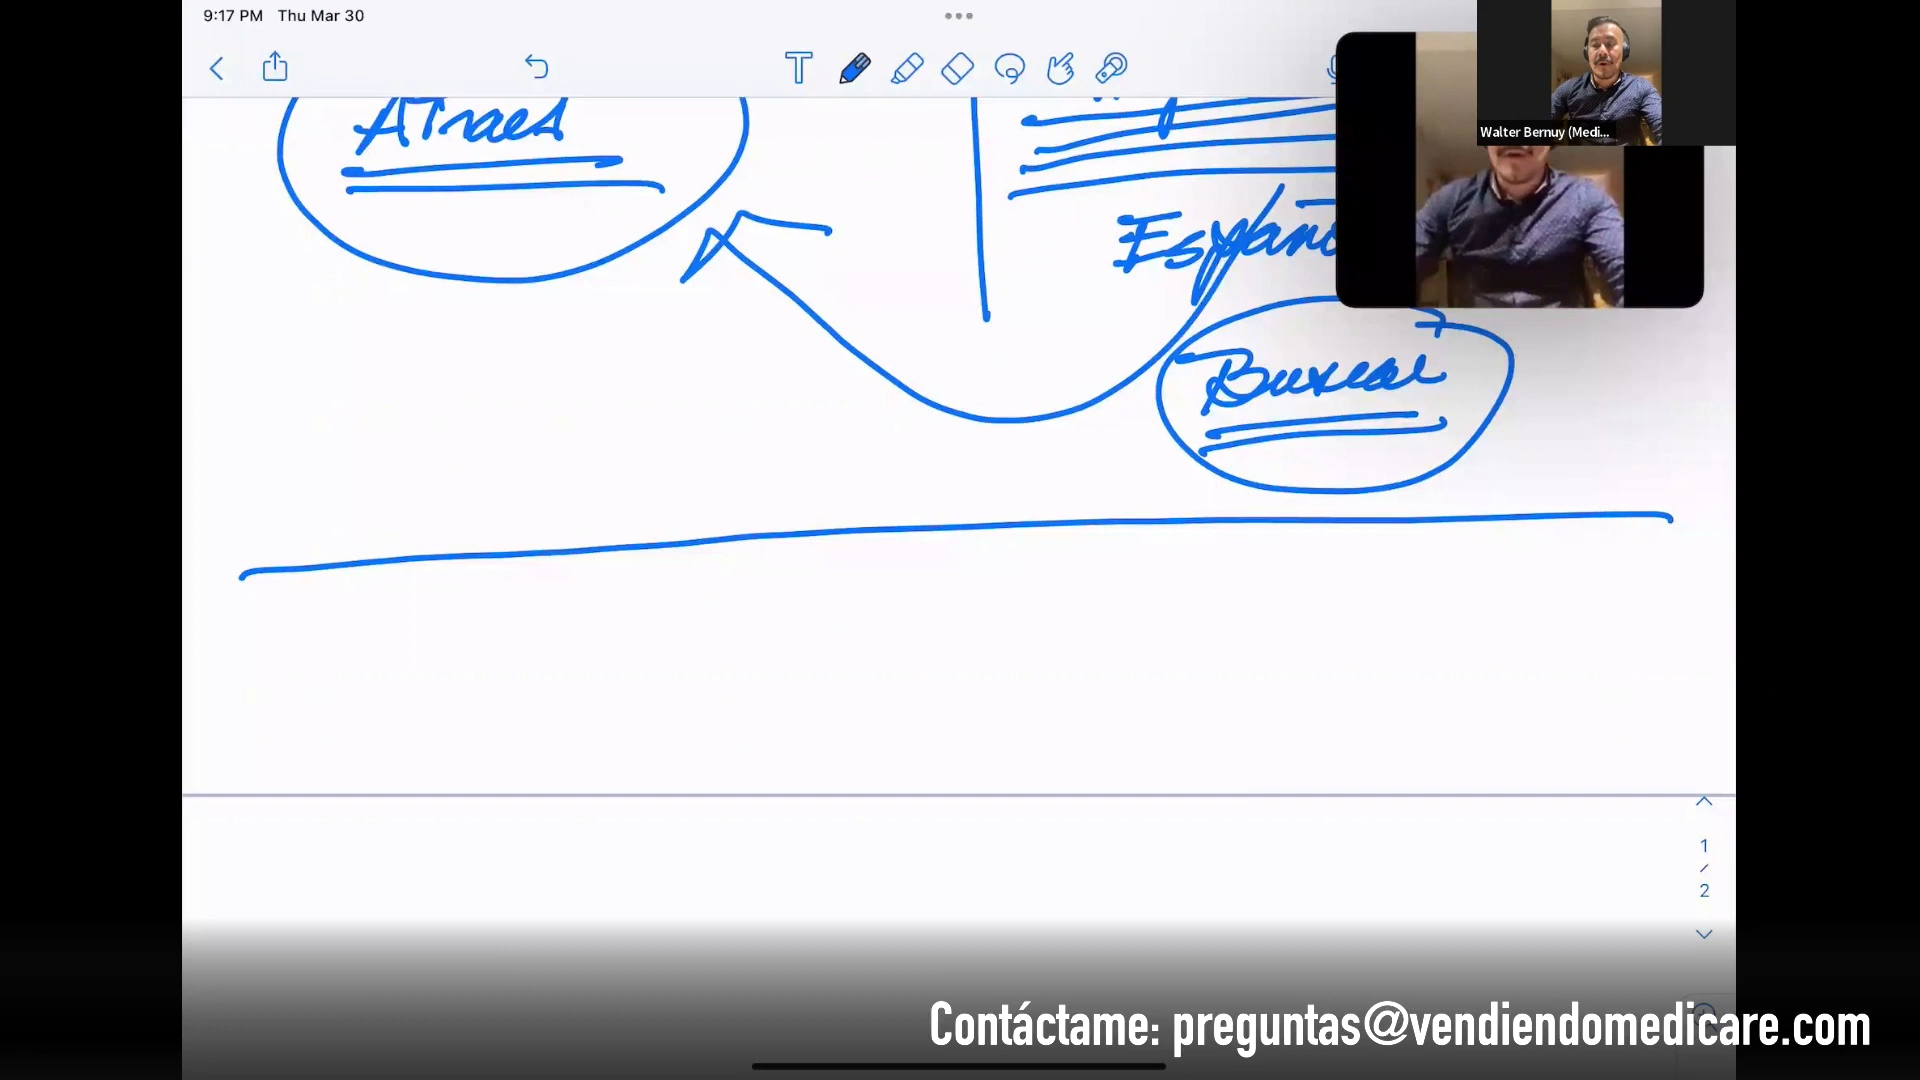 9:17 PM Thu Mar 30
Walter Bernuy (Medi...
Atraer
Buscar
1
/
2
Contáctame: preguntas@vendiendomedicare.com